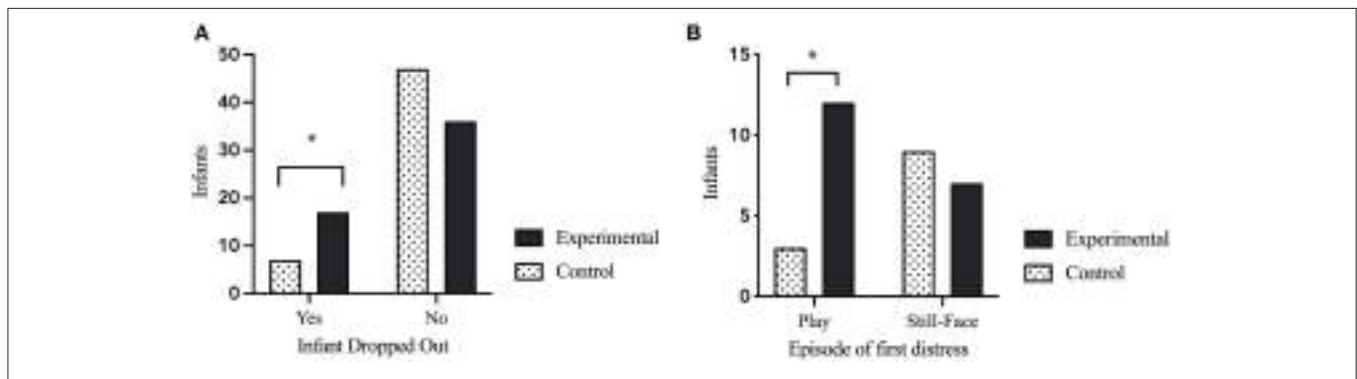 A
50
40
30
20
10
0
Infants
*
Yes
No
Infant Dropped Out
Experimental
Control
B
15
10
5
0
Infants
*
Play
Still-Face
Episode of first distress
Experimental
Control